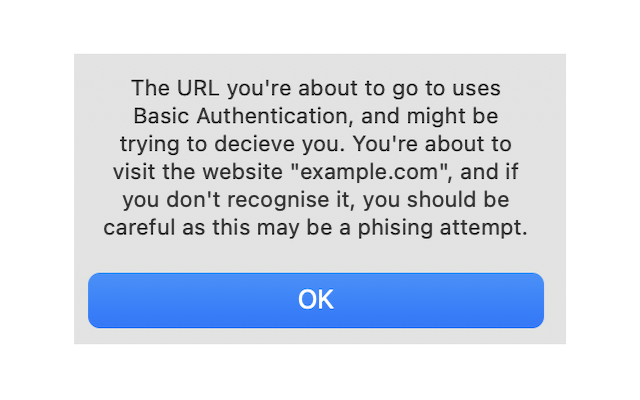 The URL you're about to go to uses
Basic Authentication, and might be
trying to decieve you. You're about to
visit the website "example.com", and if
you don't recognise it, you should be
careful as this may be a phising attempt.
OK